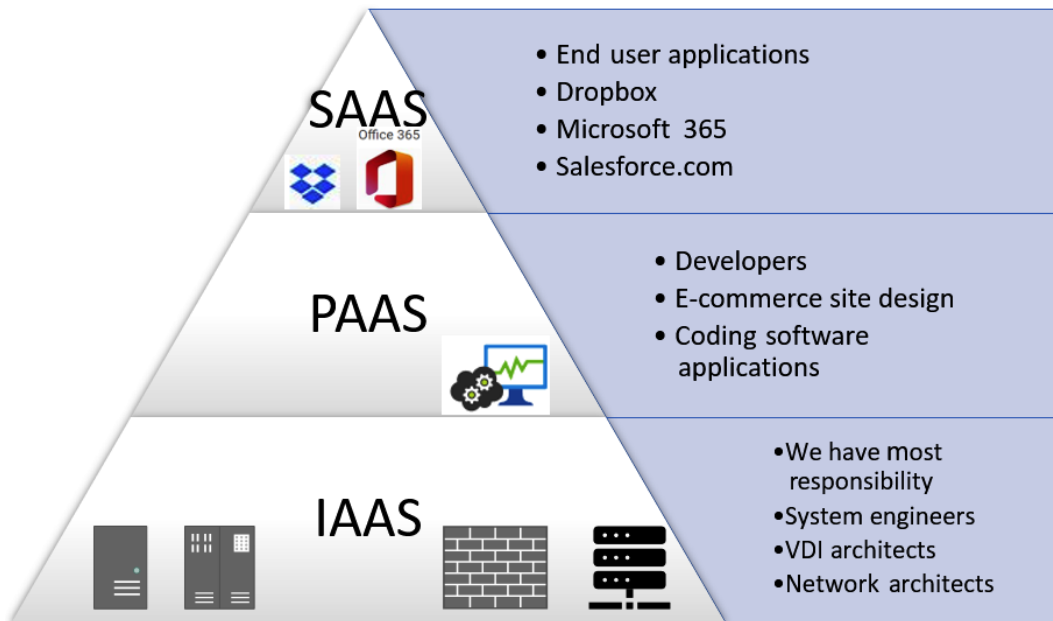 SAAS
Office 365
• End user applications
• Dropbox
• Microsoft 365
• Salesforce.com
PAAS
• Developers
• E-commerce site design
• Coding software
applications
IAAS
•We have most
responsibility
•System engineers
•VDI architects
•Network architects